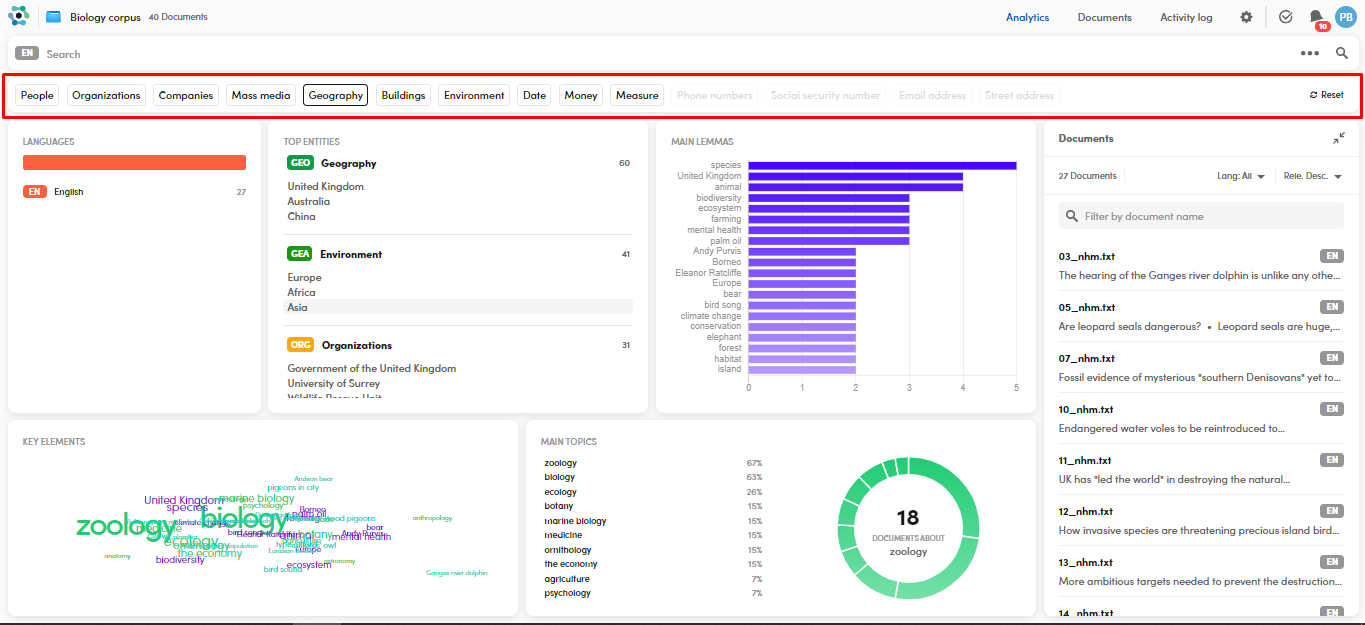 Biology corpus 40 Documents Analytics Documents Activity log 10 PB
EN Search
People Organizations Companies Mass media Geography Buildings Environment Date Money Measure Phone numbers Social security number Email address Street address Reset
LANGUAGES
EN English 27
TOP ENTITIES
GEO Geography 60
United Kingdom
Australia
China
GEA Environment 41
Europe
Africa
Asia
ORG Organizations 31
Government of the United Kingdom
University of Surrey
Wildlife Rescue Unit
MAIN LEMMAS
species
United Kingdom
animal
biodiversity
ecosystem
farming
mental health
palm oil
Andy Purvis
Borneo
Eleanor Ratcliffe
Europe
bear
bird song
climate change
conservation
elephant
forest
habitat
island
0 1 2 3 4 5
Documents
27 Documents Lang: All Rele. Desc.
Filter by document name
03_nhm.txt EN
The hearing of the Ganges river dolphin is unlike any othe...
05_nhm.txt EN
Are leopard seals dangerous? • Leopard seals are huge,...
07_nhm.txt EN
Fossil evidence of mysterious "southern Denisovans" yet to...
10_nhm.txt EN
Endangered water voles to be reintroduced to...
11_nhm.txt EN
UK has "led the world" in destroying the natural...
12_nhm.txt EN
How invasive species are threatening precious island bird...
13_nhm.txt EN
More ambitious targets needed to prevent the destruction...
14_nhm.txt EN
KEY ELEMENTS
Andean bear
pigeons in city
United Kingdom
marine biology
species
psychology
Borneo
palm oil
zoology
biology
wood pigeons
anthropology
medicine
bear
bird song
animal
botany
Andy Purvis
mental health
ecology
owl
the economy
Europe
anatomy
biodiversity
astronomy
ecosystem
bird sound
Ganges river dolphin
MAIN TOPICS
zoology 67%
biology 63%
ecology 26%
botany 15%
marine biology 15%
medicine 15%
ornithology 15%
the economy 15%
agriculture 7%
psychology 7%
18
DOCUMENTS ABOUT
zoology